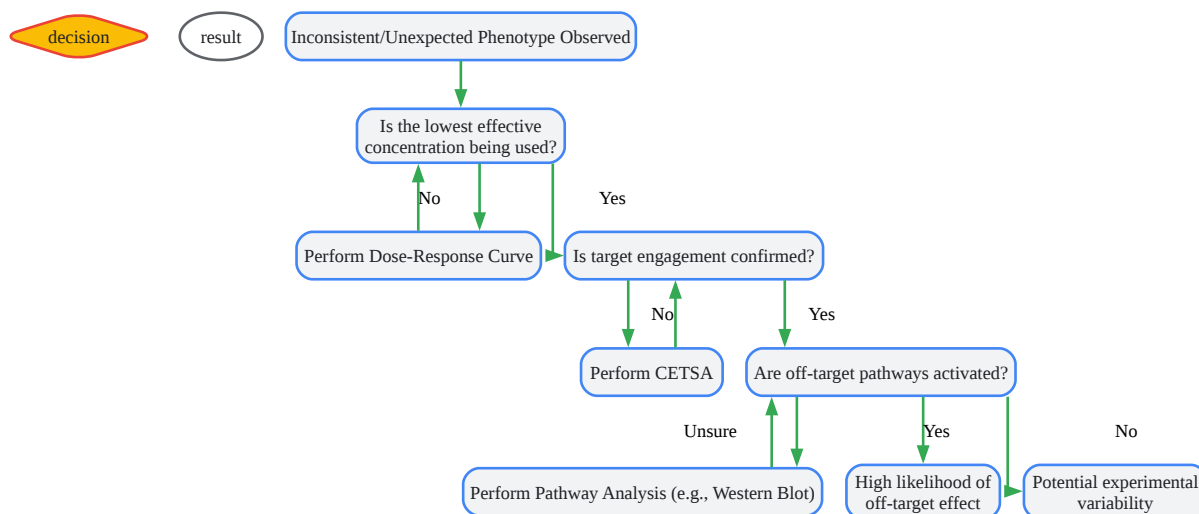 decision
result
Inconsistent/Unexpected Phenotype Observed
Is the lowest effective
concentration being used?
No
Yes
Perform Dose-Response Curve
Is target engagement confirmed?
No
Yes
Perform CETSA
Are off-target pathways activated?
Unsure
Yes
No
Perform Pathway Analysis (e.g., Western Blot)
High likelihood of
off-target effect
Potential experimental
variability